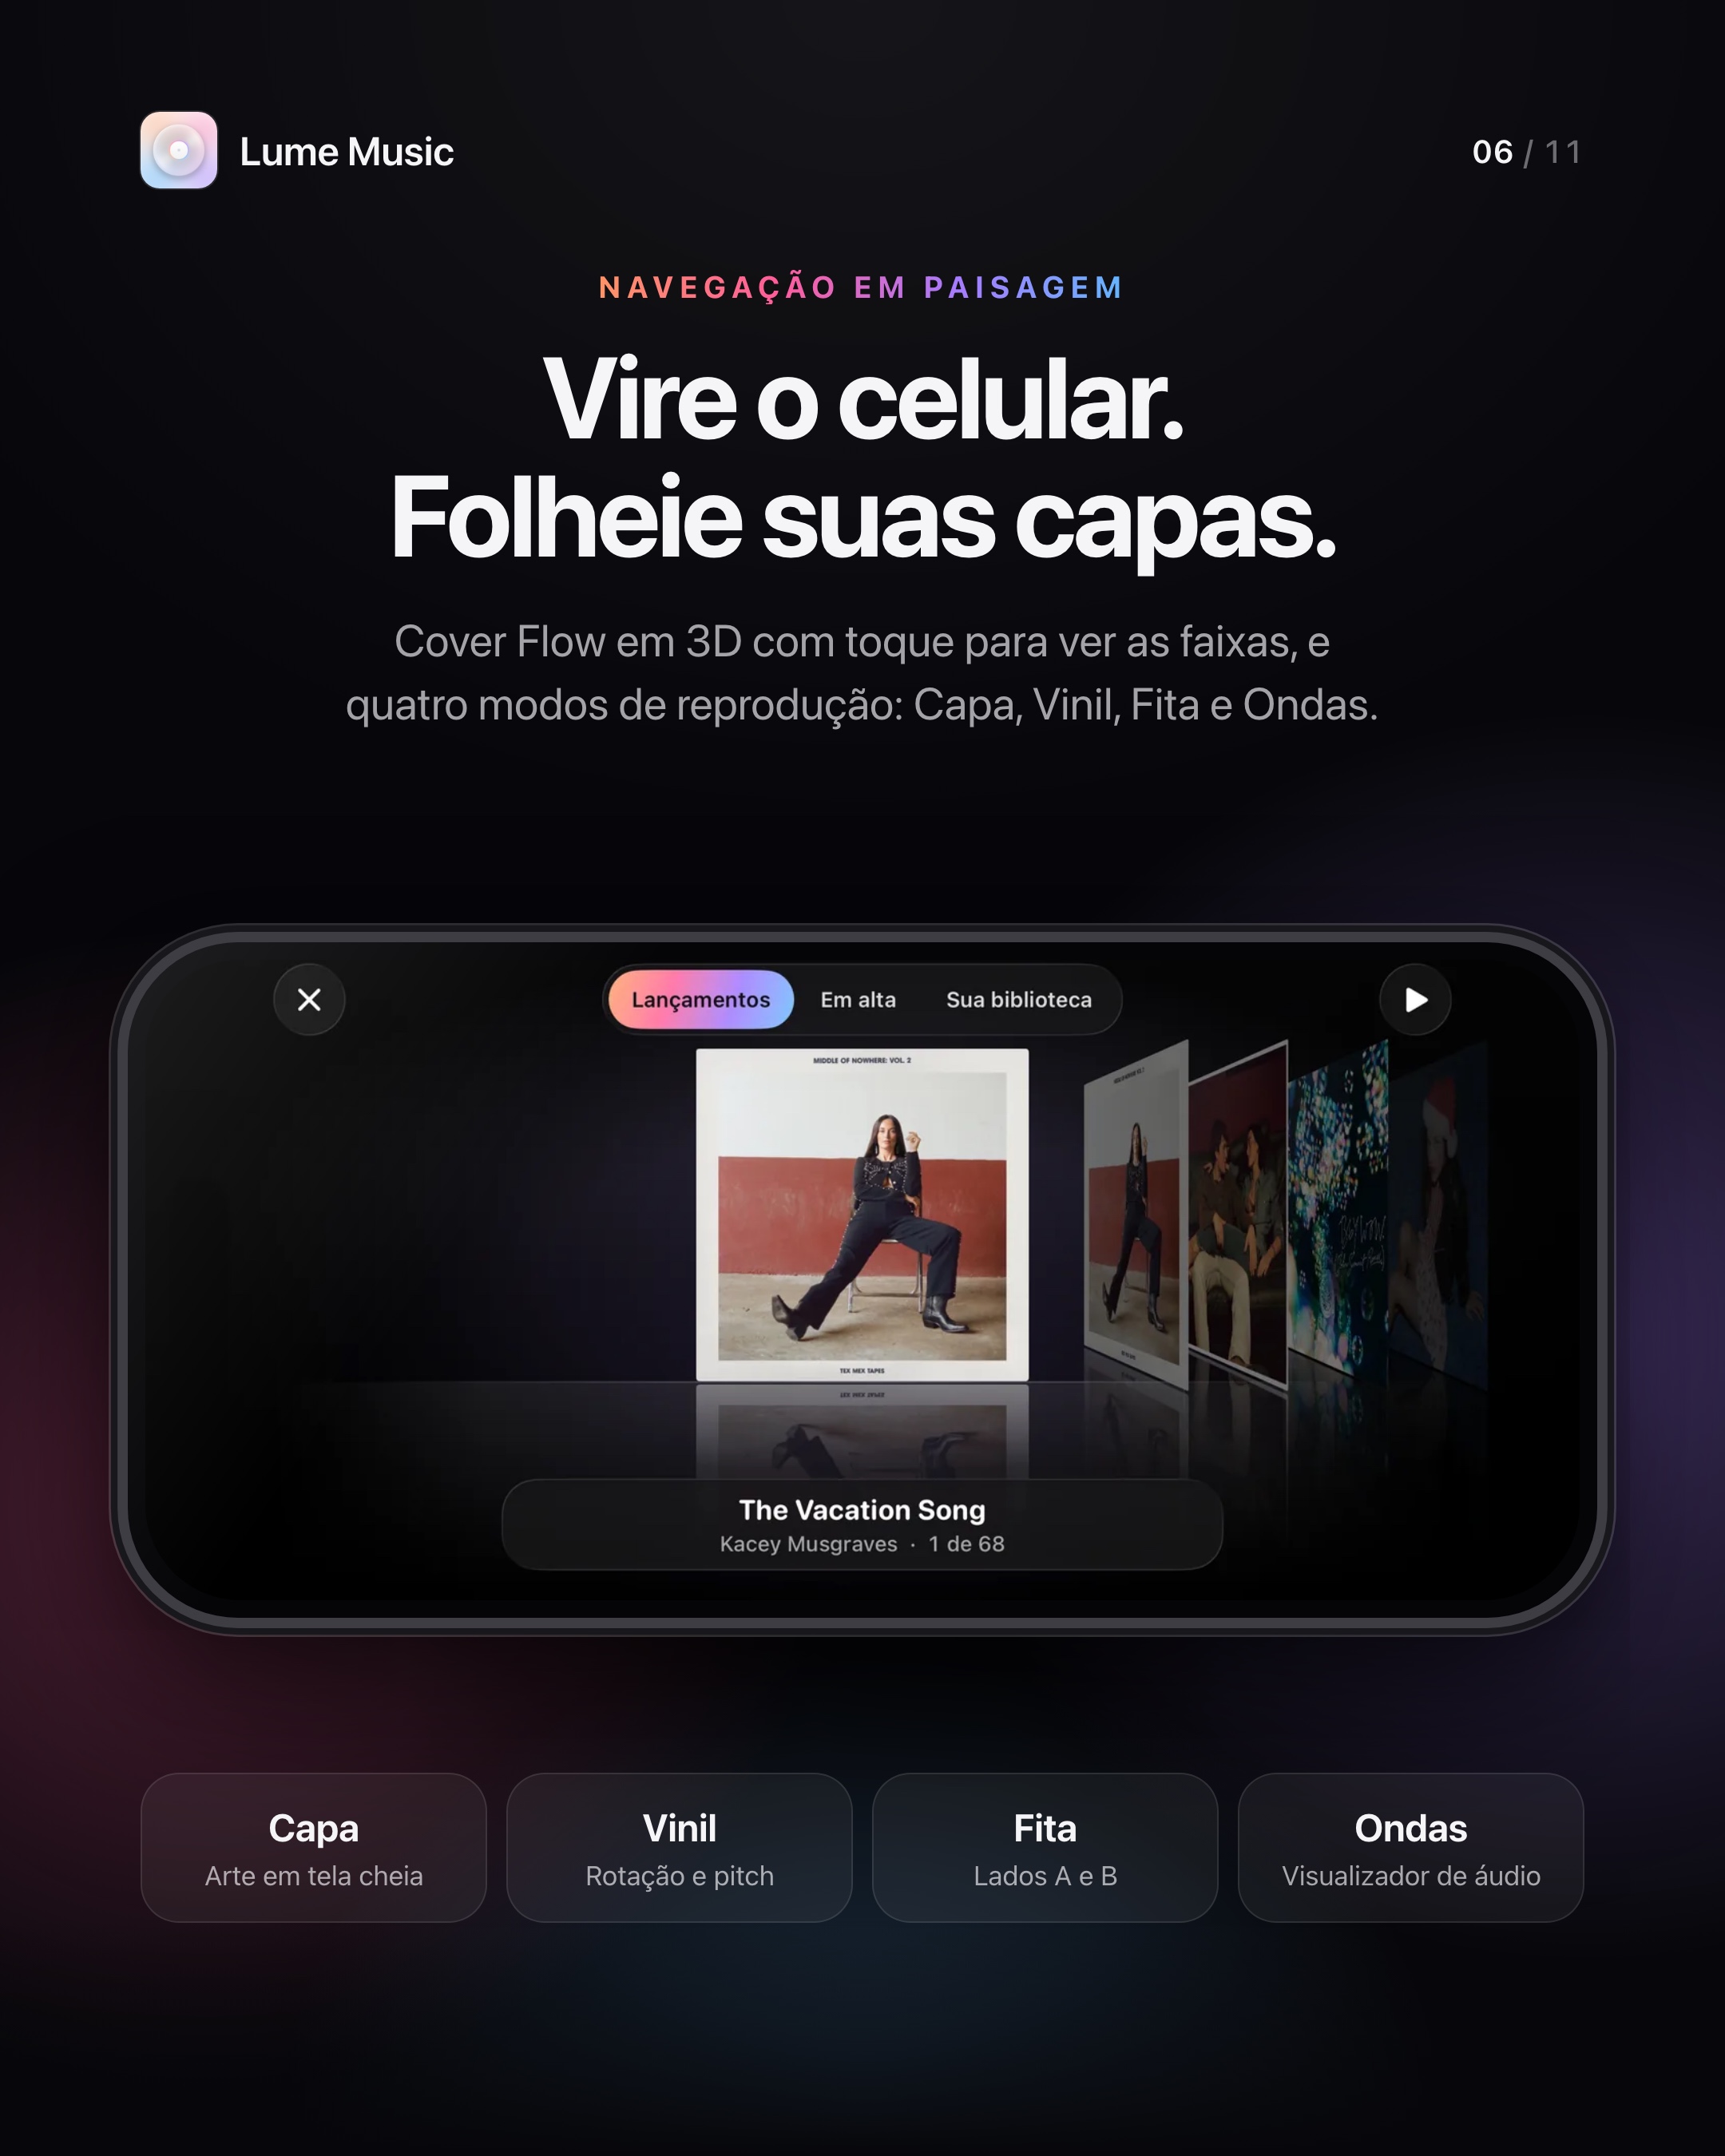 Lume Music
06 / 11
NAVEGAÇÃO EM PAISAGEM
Vire o celular.
Folheie suas capas.
Cover Flow em 3D com toque para ver as faixas, e
quatro modos de reprodução: Capa, Vinil, Fita e Ondas.
Lançamentos
Em alta
Sua biblioteca
MIDDLE OF NOWHERE: VOL. 2
TEX MEX TAPES
The Vacation Song
Kacey Musgraves · 1 de 68
Capa
Arte em tela cheia
Vinil
Rotação e pitch
Fita
Lados A e B
Ondas
Visualizador de áudio